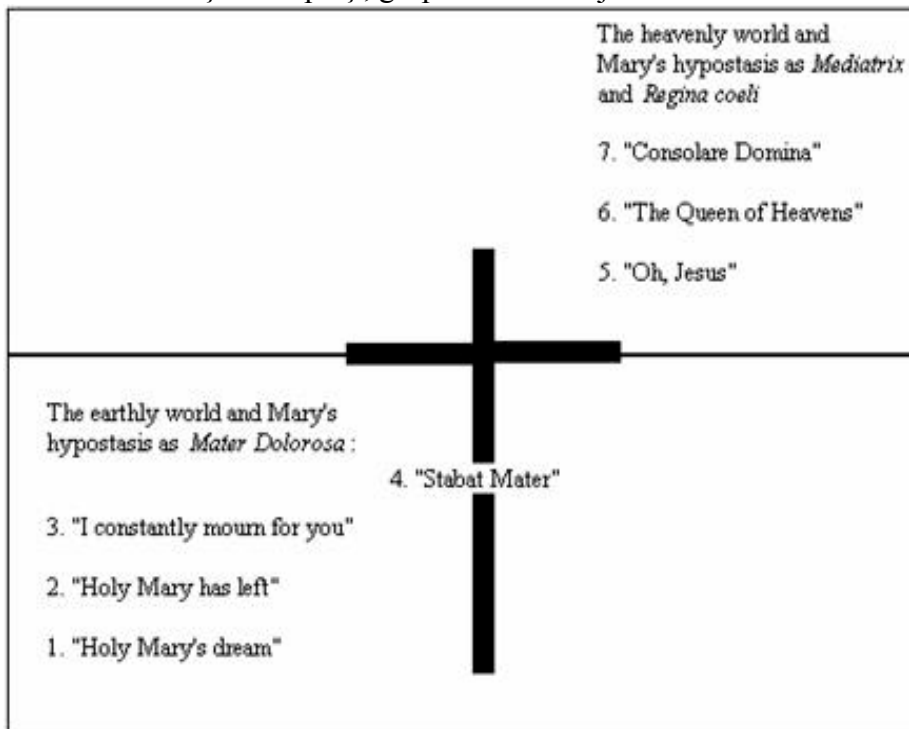 The heavenly world and
Mary's hypostasis as Mediatrix
and Regina coeli
7. "Consolare Domina"
6. "The Queen of Heavens"
5. "Oh, Jesus"
The earthly world and Mary's
hypostasis as Mater Dolorosa :
4. "Stabat Mater"
3. "I constantly mourn for you"
2. "Holy Mary has left"
1. "Holy Mary's dream"